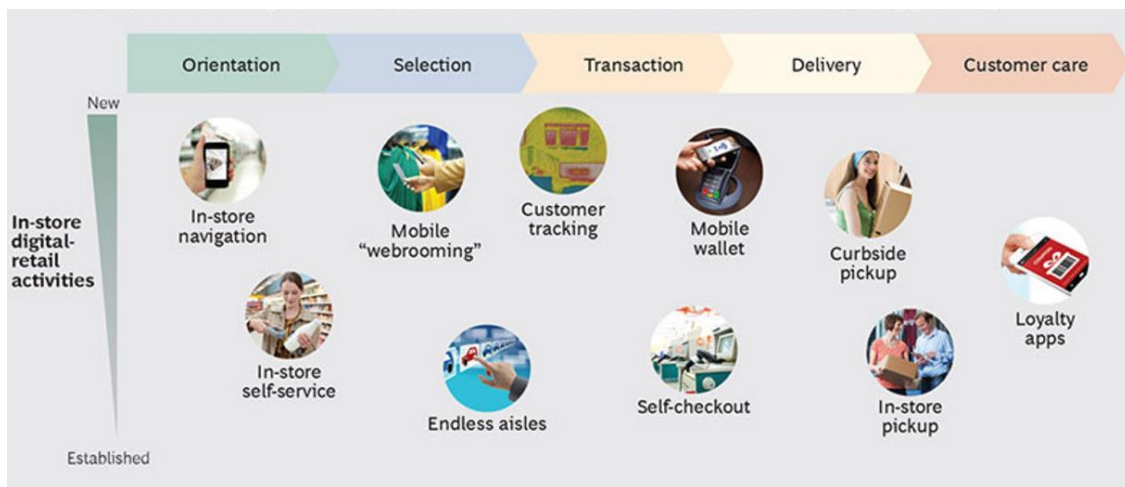 Orientation
Selection
Transaction
Delivery
Customer care
New
In-store
digital-
retail
activities
Established
In-store
navigation
Mobile
“webrooming”
Customer
tracking
Mobile
wallet
Curbside
pickup
Loyalty
apps
In-store
self-service
Endless aisles
Self-checkout
In-store
pickup